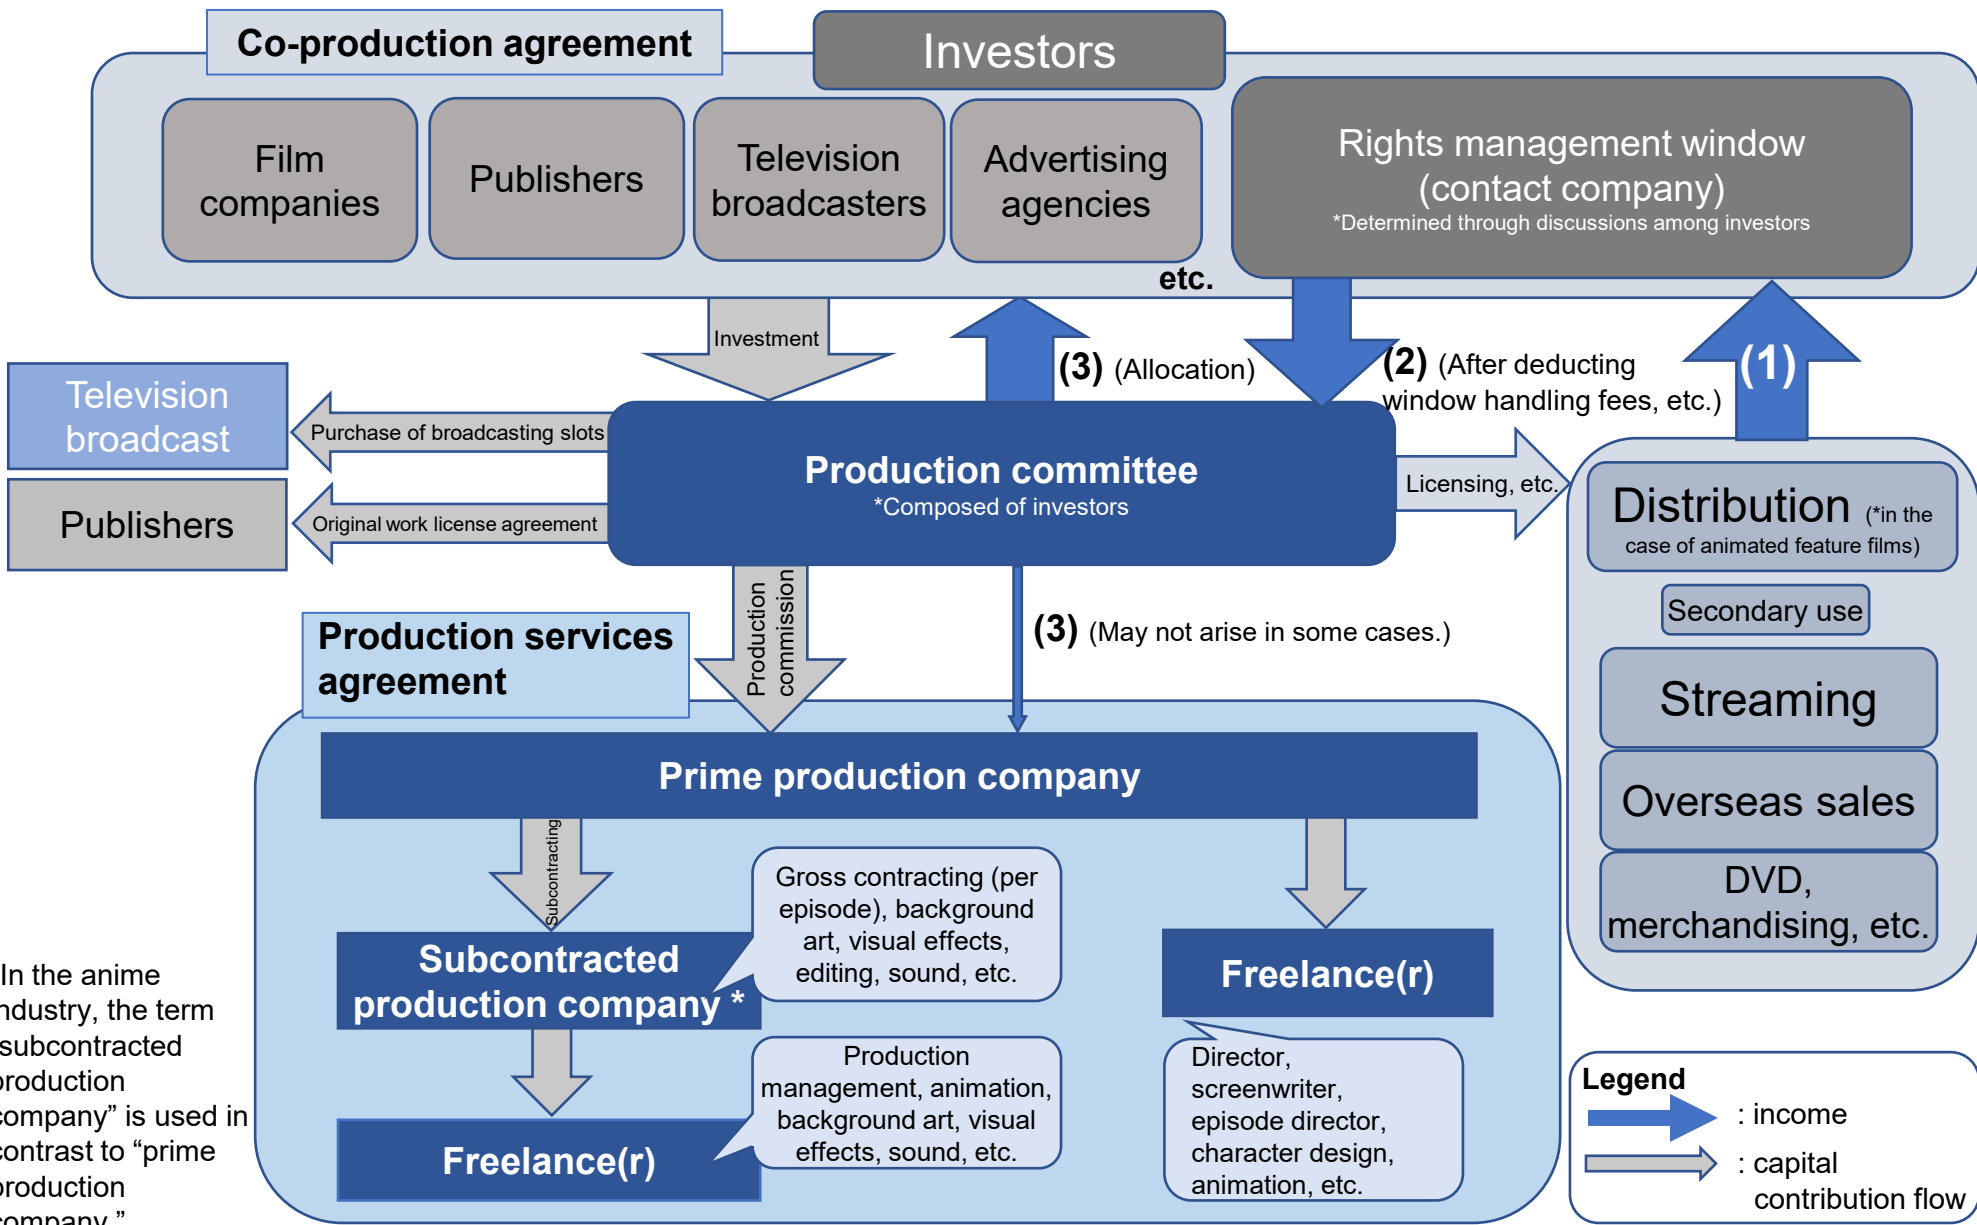 Co-production agreement
Investors
Film
companies
Publishers
Television
broadcasters
Advertising
agencies
etc.
Rights management window
(contact company)
*Determined through discussions among investors
Investment
(3) (Allocation)
(2) (After deducting
window handling fees, etc.)
(1)
Television
broadcast
Purchase of broadcasting slots
Publishers
Original work license agreement
Production committee
*Composed of investors
Licensing, etc.
Distribution (*in the
case of animated feature films)
Secondary use
Streaming
Overseas sales
DVD,
merchandising, etc.
Production
commission
(3) (May not arise in some cases.)
Production services
agreement
Prime production company
Subcontracting
Gross contracting (per
episode), background
art, visual effects,
editing, sound, etc.
Subcontracted
production company *
Freelance(r)
Production
management, animation,
background art, visual
effects, sound, etc.
Freelance(r)
Director,
screenwriter,
episode director,
character design,
animation, etc.
In the anime
industry, the term
subcontracted
production
company” is used in
contrast to “prime
production
company.”
Legend
: income
: capital
contribution flow